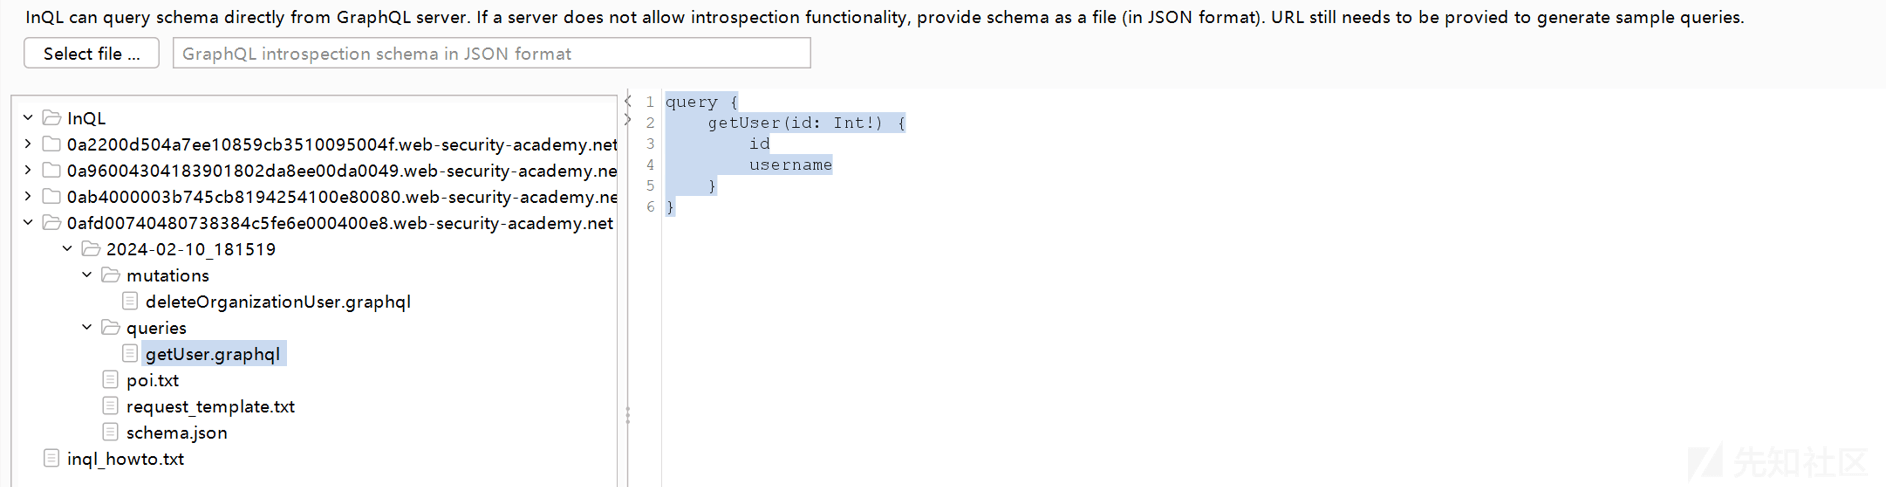 InQL can query schema directly from GraphQL server. If a server does not allow introspection functionality, provide schema as a file (in JSON format). URL still needs to be provied to generate sample queries.
Select file ...
GraphQL introspection schema in JSON format
InQL
0a2200d504a7ee10859cb3510095004f.web-security-academy.net
0a96004304183901802da8ee00da0049.web-security-academy.ne
0ab4000003b745cb8194254100e80080.web-security-academy.ne
0afd00740480738384c5fe6e000400e8.web-security-academy.net
2024-02-10_181519
mutations
deleteOrganizationUser.graphql
queries
getUser.graphql
poi.txt
request_template.txt
schema.json
inql_howto.txt
1 query {
2 getUser(id: Int!) {
3 id
4 username
5 }
6 }
先知社区